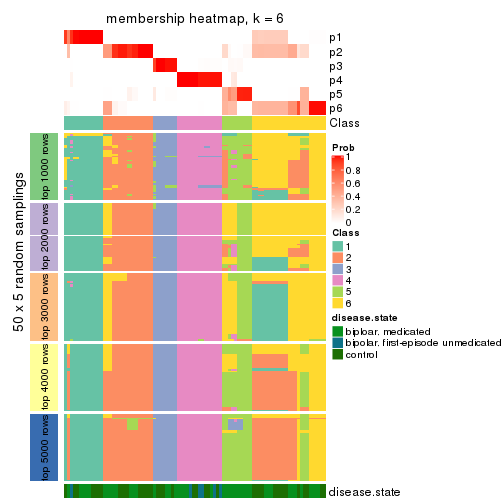 membership heatmap, k = 6
p1
p2
p3
p4
p5
p6
Class
50 x 5 random samplings
top 1000 rows
top 2000 rows
top 3000 rows
top 4000 rows
top 5000 rows
disease.state
Prob
1
0.8
0.6
0.4
0.2
0
Class
1
2
3
4
5
6
disease.state
biploar. medicated
bipolar. first-episode unmedicated
control